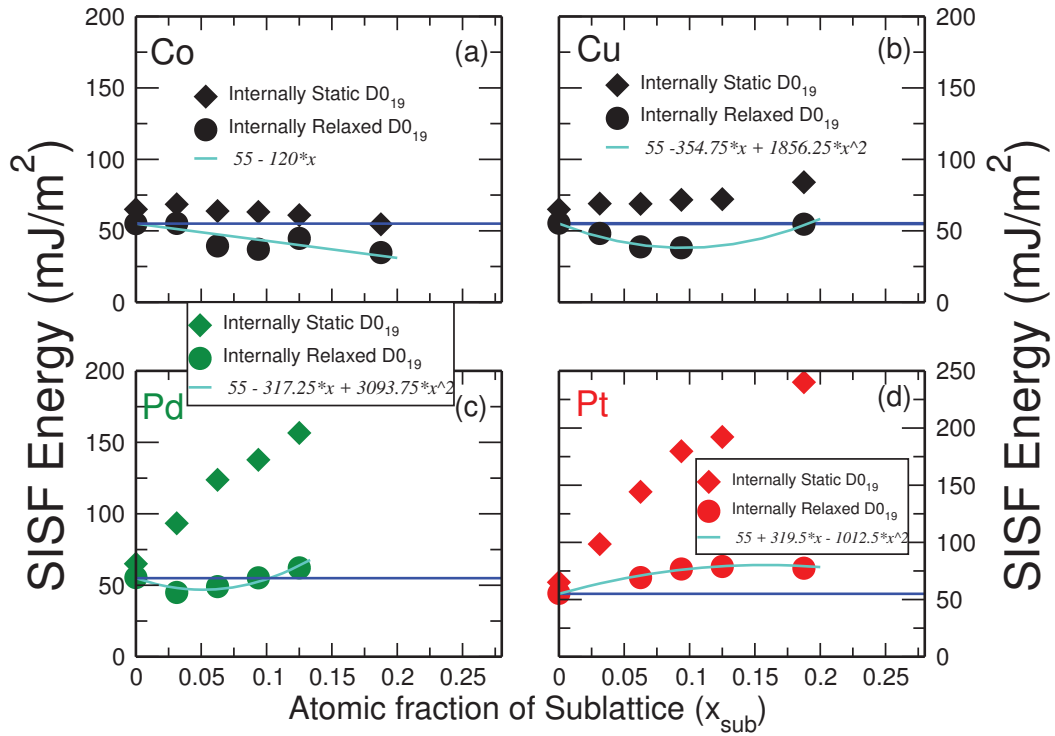 SISF Energy (mJ/m²)
200
150
100
50
0
Co
(a)
Internally Static D0₁₉
Internally Relaxed D0₁₉
55 - 120*x
Cu
(b)
Internally Static D0₁₉
Internally Relaxed D0₁₉
55 -354.75*x + 1856.25*x^2
200
150
100
50
0
SISF Energy (mJ/m²)
200
150
100
50
0
Pd
(c)
Internally Static D0₁₉
Internally Relaxed D0₁₉
55 - 317.25*x + 3093.75*x^2
0 0.05 0.1 0.15 0.2 0.25
Pt
(d)
Internally Static D0₁₉
Internally Relaxed D0₁₉
55 + 319.5*x - 1012.5*x^2
250
200
150
100
50
0
0 0.05 0.1 0.15 0.2 0.25
Atomic fraction of Sublattice (x_sub)